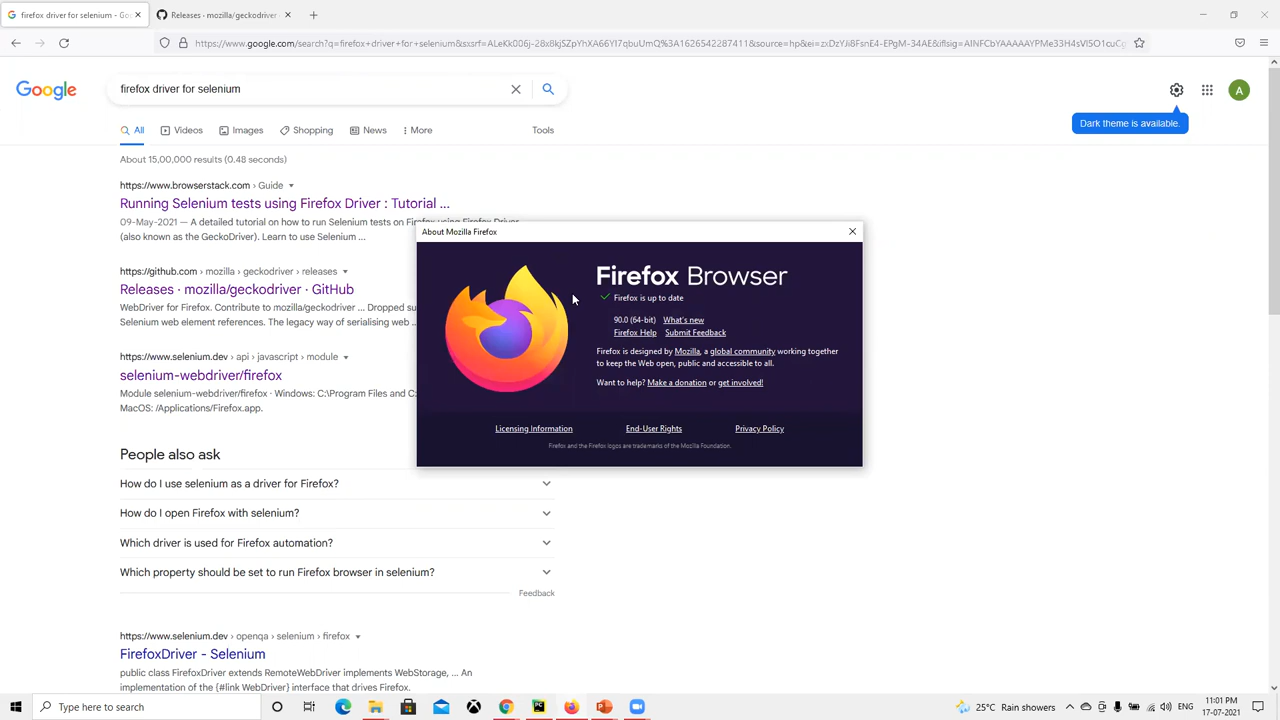 firefox driver for selenium - Go
Releases · mozilla/geckodriver
Google
firefox driver for selenium
A
Dark theme is available.
All
Videos
Images
Shopping
News
More
Tools
About 15,00,000 results (0.48 seconds)
https://www.browserstack.com › Guide
Running Selenium tests using Firefox Driver : Tutorial ...
09-May-2021 — A detailed tutorial on how to run Selenium tests on Firefox using Firefox Driver
(also known as the GeckoDriver). Learn to use Selenium ...
https://github.com › mozilla › geckodriver › releases
Releases · mozilla/geckodriver · GitHub
WebDriver for Firefox. Contribute to mozilla/geckodriver ... Dropped su
Selenium web element references. The legacy way of serialising web ...
https://www.selenium.dev › api › javascript › module
selenium-webdriver/firefox
Module selenium-webdriver/firefox · Windows: C:\Program Files and C
MacOS: /Applications/Firefox.app.
About Mozilla Firefox
Firefox Browser
Firefox is up to date
90.0 (64-bit) What's new
Firefox Help Submit Feedback
Firefox is designed by Mozilla, a global community working together
to keep the Web open, public and accessible to all.
Want to help? Make a donation or get involved!
Licensing Information
End-User Rights
Privacy Policy
Firefox and the Firefox logos are trademarks of the Mozilla Foundation.
People also ask
How do I use selenium as a driver for Firefox?
How do I open Firefox with selenium?
Which driver is used for Firefox automation?
Which property should be set to run Firefox browser in selenium?
Feedback
https://www.selenium.dev › openqa › selenium › firefox
FirefoxDriver - Selenium
public class FirefoxDriver extends RemoteWebDriver implements WebStorage, ... An
implementation of the {#link WebDriver} interface that drives Firefox.
Type here to search
25°C Rain showers
ENG
11:01 PM
17-07-2021